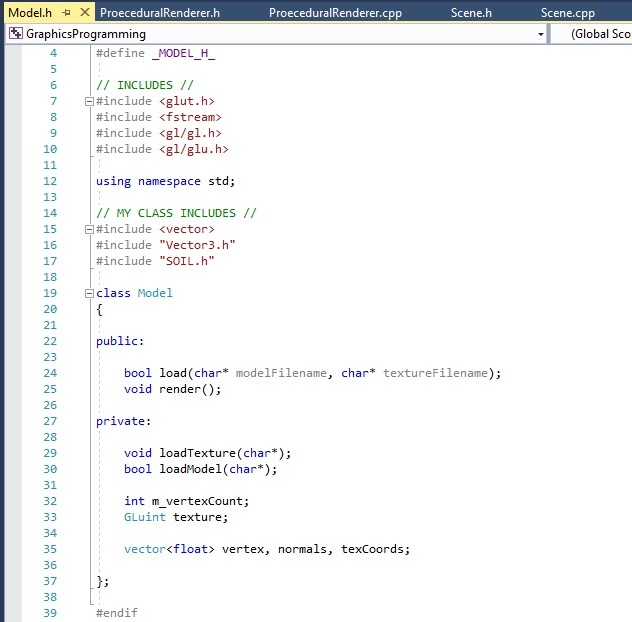 Model.h ProeceduralRenderer.h ProeceduralRenderer.cpp Scene.h Scene.cpp
GraphicsProgramming (Global Sco
4 #define _MODEL_H_
5
6 // INCLUDES //
7 #include <glut.h>
8 #include <fstream>
9 #include <gl/gl.h>
10 #include <gl/glu.h>
11
12 using namespace std;
13
14 // MY CLASS INCLUDES //
15 #include <vector>
16 #include "Vector3.h"
17 #include "SOIL.h"
18
19 class Model
20 {
21
22 public:
23
24 bool load(char* modelFilename, char* textureFilename);
25 void render();
26
27 private:
28
29 void loadTexture(char*);
30 bool loadModel(char*);
31
32 int m_vertexCount;
33 GLuint texture;
34
35 vector<float> vertex, normals, texCoords;
36
37 };
38
39 #endif